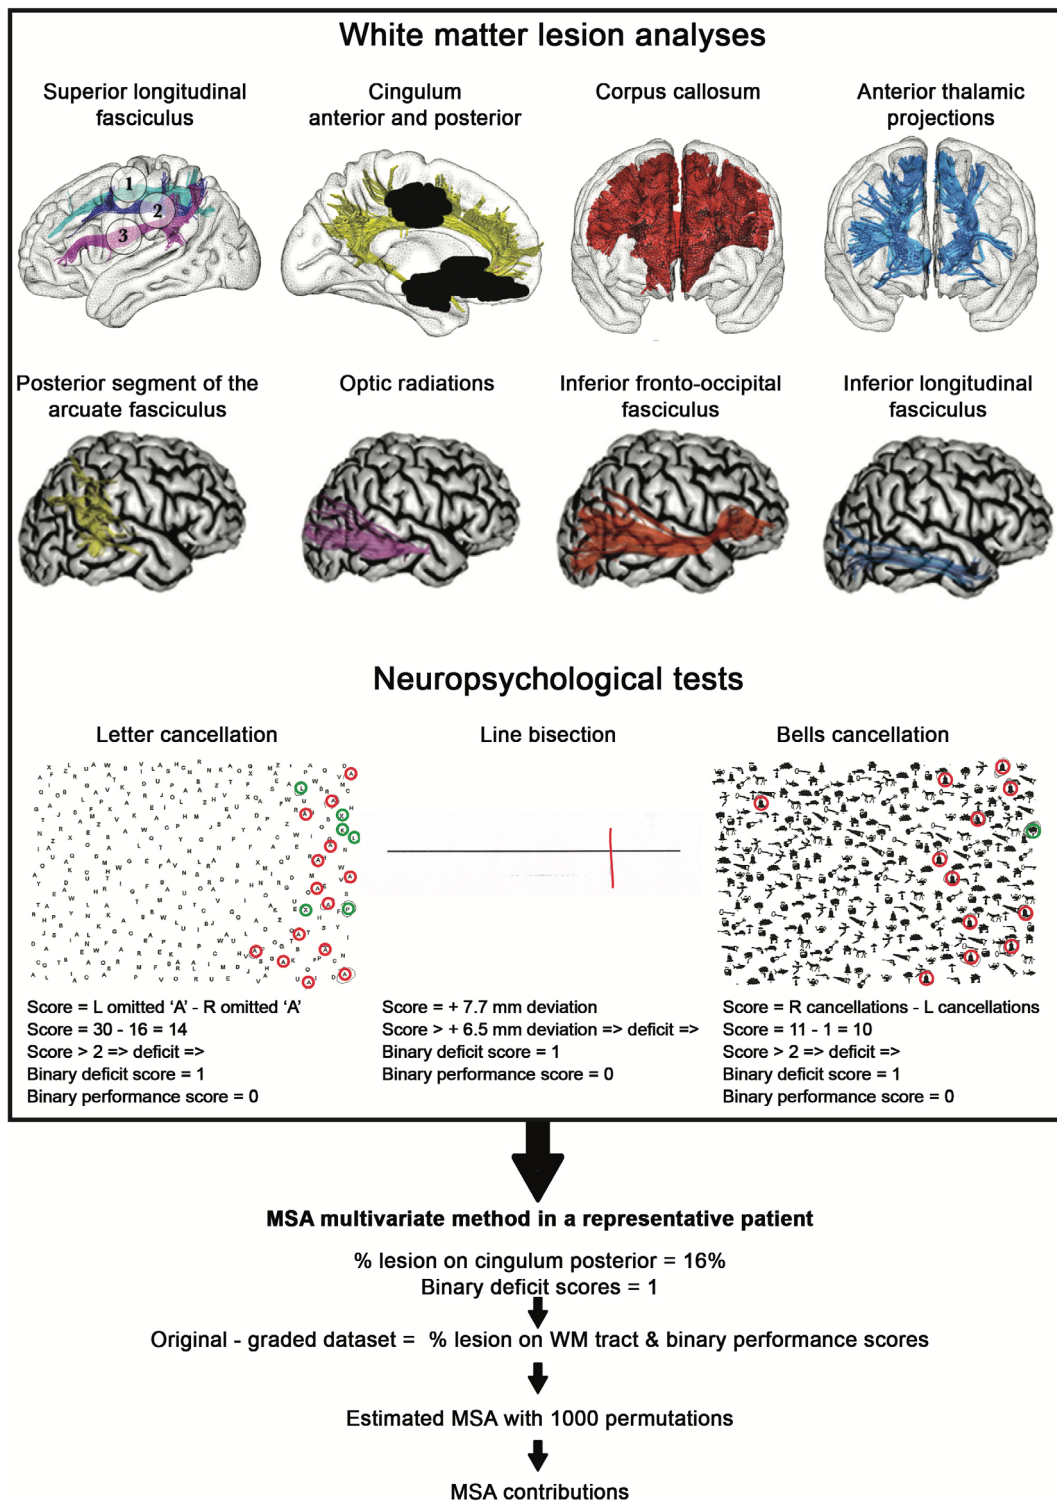 White matter lesion analyses
Superior longitudinal
fasciculus
Cingulum
anterior and posterior
Corpus callosum
Anterior thalamic
projections
1
2
3
Posterior segment of the
arcuate fasciculus
Optic radiations
Inferior fronto-occipital
fasciculus
Inferior longitudinal
fasciculus
Neuropsychological tests
Letter cancellation
Line bisection
Bells cancellation
Score = L omitted ‘A’ - R omitted ‘A’
Score = 30 - 16 = 14
Score > 2 => deficit =>
Binary deficit score = 1
Binary performance score = 0
Score = + 7.7 mm deviation
Score > + 6.5 mm deviation => deficit =>
Binary deficit score = 1
Binary performance score = 0
Score = R cancellations - L cancellations
Score = 11 - 1 = 10
Score > 2 => deficit =>
Binary deficit score = 1
Binary performance score = 0
MSA multivariate method in a representative patient
% lesion on cingulum posterior = 16%
Binary deficit scores = 1
Original - graded dataset = % lesion on WM tract & binary performance scores
Estimated MSA with 1000 permutations
MSA contributions